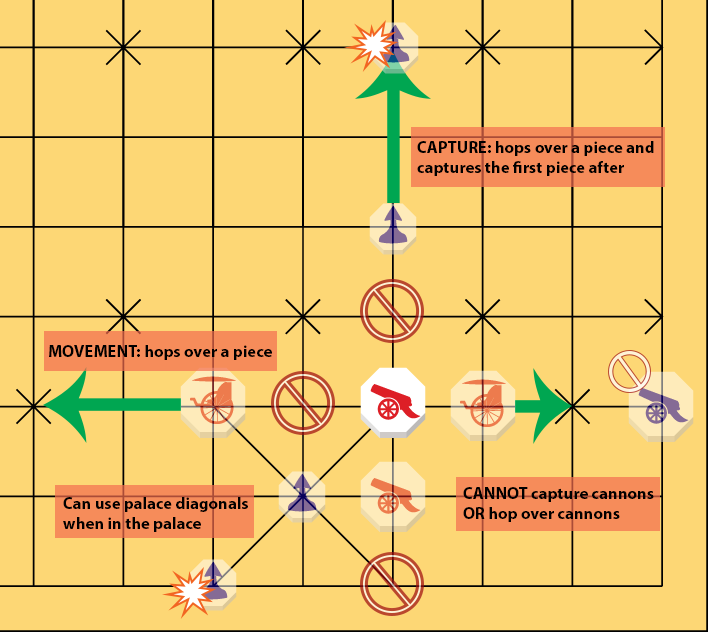 CAPTURE: hops over a piece and
captures the first piece after
MOVEMENT: hops over a piece
Can use palace diagonals
when in the palace
CANNOT capture cannons
OR hop over cannons